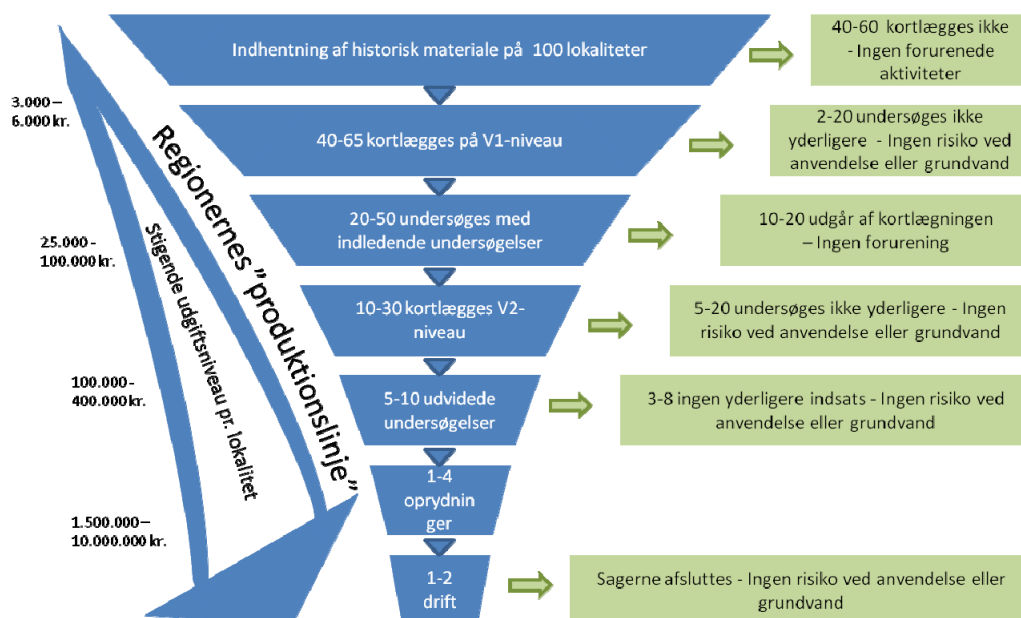 Indhentning af historisk materiale på 100 lokaliteter
40-60 kortlægges ikke
- Ingen forurenede
aktiviteter
3.000 –
6.000 kr.
40-65 kortlægges på V1-niveau
2-20 undersøges ikke
yderligere - Ingen risiko ved
anvendelse eller grundvand
Regionernes "produktionslinje"
Stigende udgiftsniveau pr. lokalitet
20-50 undersøges med
indledende undersøgelser
10-20 udgår af kortlægningen
– Ingen forurening
25.000 -
100.000 kr.
10-30 kortlægges V2-
niveau
5-20 undersøges ikke yderligere - Ingen
risiko ved anvendelse eller grundvand
100.000-
400.000 kr.
5-10 udvidede
undersøgelser
3-8 ingen yderligere indsats - Ingen risiko ved
anvendelse eller grundvand
1-4
oprydnin
ger
1.500.000 –
10.000.000 kr.
1-2
drift
Sagerne afsluttes - Ingen risiko ved anvendelse eller
grundvand